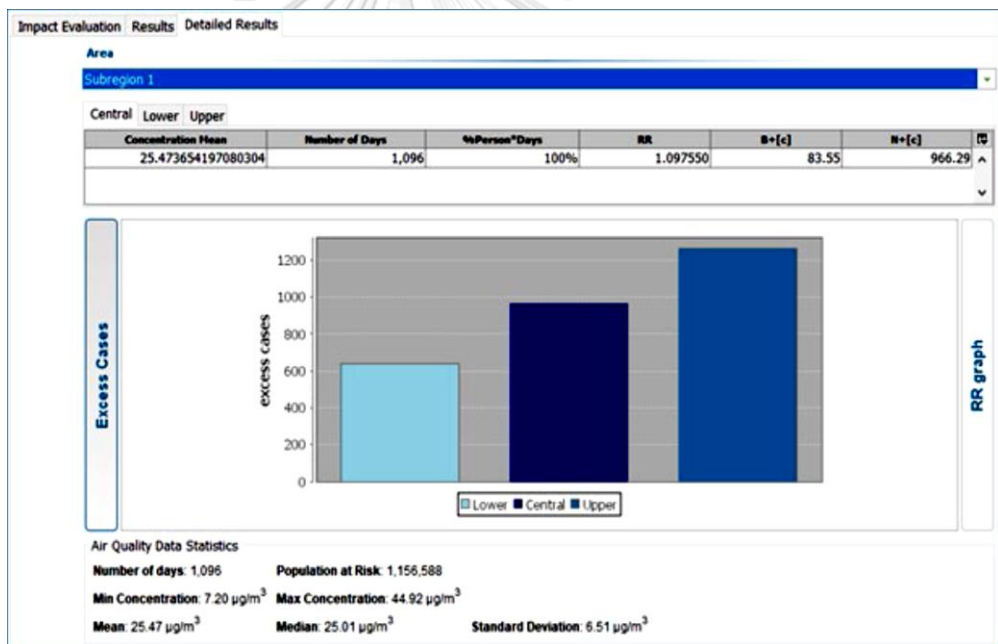 Impact Evaluation Results Detailed Results
Area
Subregion 1
Central Lower Upper
Concentration Mean Number of Days %Person*Days RR B+[c] N+[c]
25.473654197080304 1,096 100% 1.097550 83.55 966.29
Excess Cases
excess cases
1200
1000
800
600
400
200
0
Lower Central Upper
RR graph
Air Quality Data Statistics
Number of days: 1,096 Population at Risk: 1,156,588
Min Concentration: 7.20 µg/m³ Max Concentration: 44.92 µg/m³
Mean: 25.47 µg/m³ Median: 25.01 µg/m³ Standard Deviation: 6.51 µg/m³